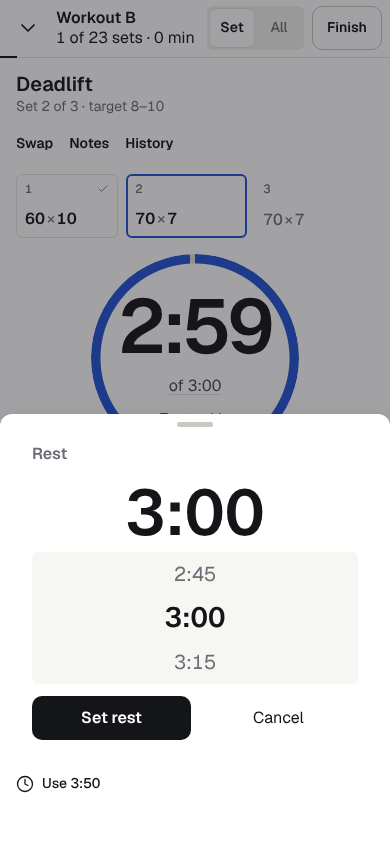 Workout B
1 of 23 sets · 0 min
Set
All
Finish
Deadlift
Set 2 of 3 · target 8–10
Swap Notes History
1
60×10
2
70×7
3
70×7
2:59
of 3:00
Rest
3:00
2:45
3:00
3:15
Set rest
Cancel
Use 3:50